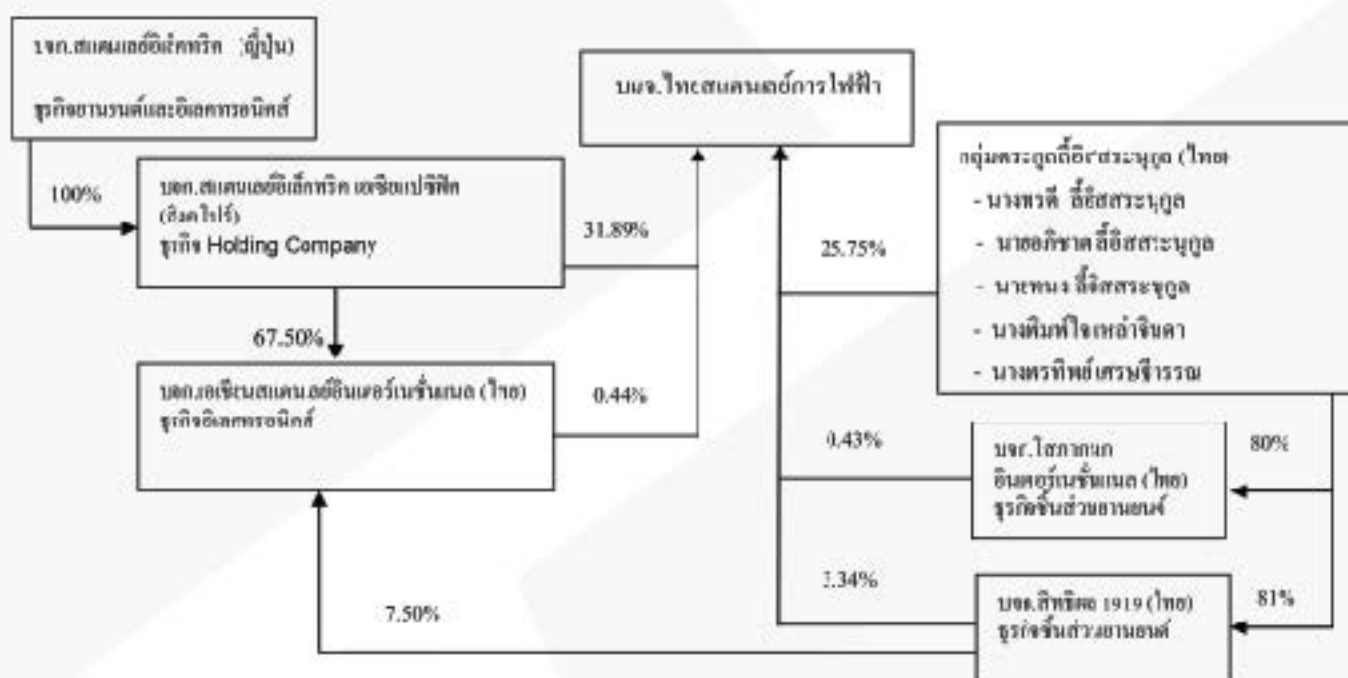 บจก.สแตนเลย์อิเล็คทริค (ญี่ปุ่น)
ธุรกิจยานยนต์และอิเลคทรอนิคส์
บมจ.ไทยสแตนเลย์การไฟฟ้า
100%
บจก.สแตนเลย์อิเล็กทริค เอเซียแปซิฟิค
(สิงคโปร์)
ธุรกิจ Holding Company
31.89%
25.75%
กลุ่มตระกูลลี้อิสสระนุกูล (ไทย)
- นางพรดี ลี้อิสสระนุกูล
- นายอภิชาต ลี้อิสสระนุกูล
- นายทนง ลี้อิสสระนุกูล
- นางพิมพ์ใจ เหล่าจินดา
- นางพรทิพย์ เศรษฐีวรรณ
67.50%
บจก.เอเซียนสแตนเลย์อินเตอร์เนชั่นแนล (ไทย)
ธุรกิจอิเลคทรอนิคส์
0.44%
0.43%
บจก.โสภากนก
อินเตอร์เนชั่นแนล (ไทย)
ธุรกิจชิ้นส่วนยานยนต์
80%
.34%
บจก.สิทธิผล 1919 (ไทย)
ธุรกิจชิ้นส่วนยานยนต์
81%
7.50%